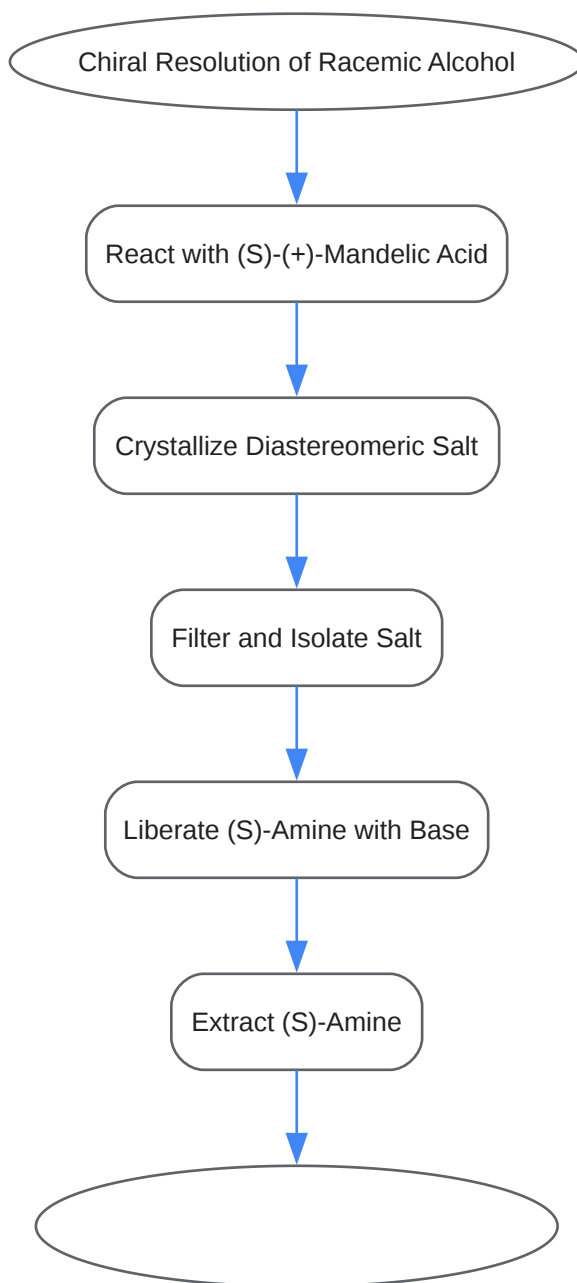 Chiral Resolution of Racemic Alcohol
React with (S)-(+)-Mandelic Acid
Crystallize Diastereomeric Salt
Filter and Isolate Salt
Liberate (S)-Amine with Base
Extract (S)-Amine